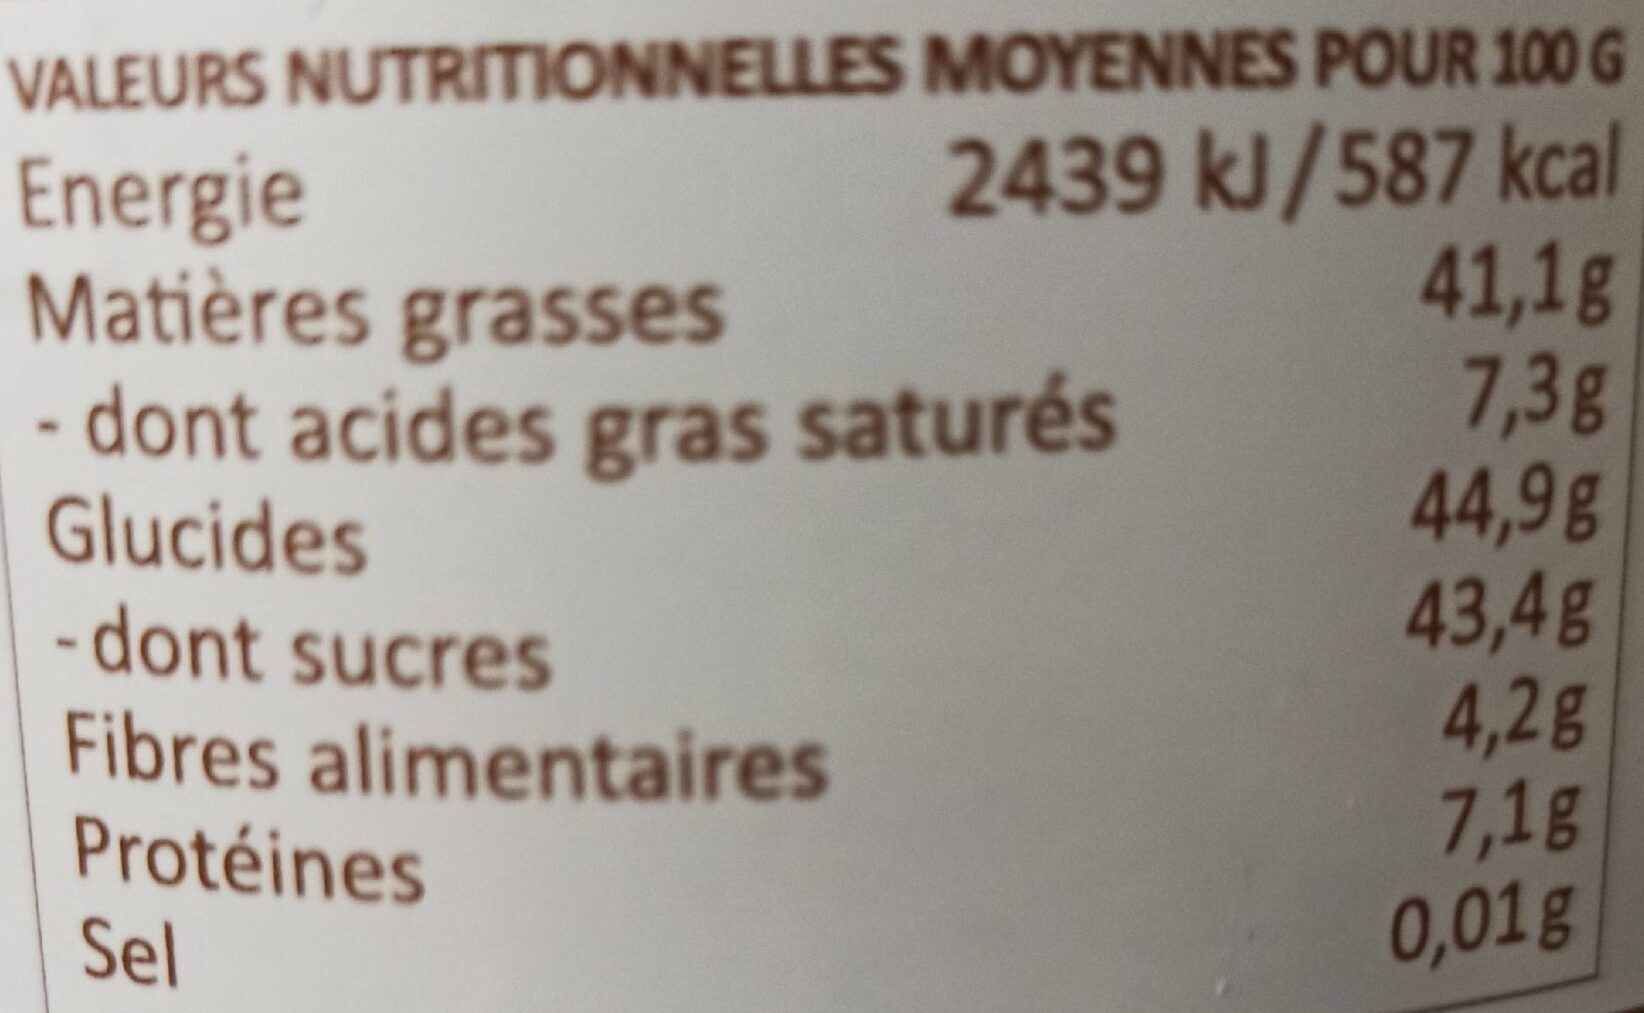 VALEURS NUTRITIONNELLES MOYENNES POUR 100 G
Energie 2439 kJ/587 kcal
Matières grasses 41,1g
- dont acides gras saturés 7,3g
Glucides 44,9g
- dont sucres 43,4g
Fibres alimentaires 4,2g
Protéines 7,1g
Sel 0,01g